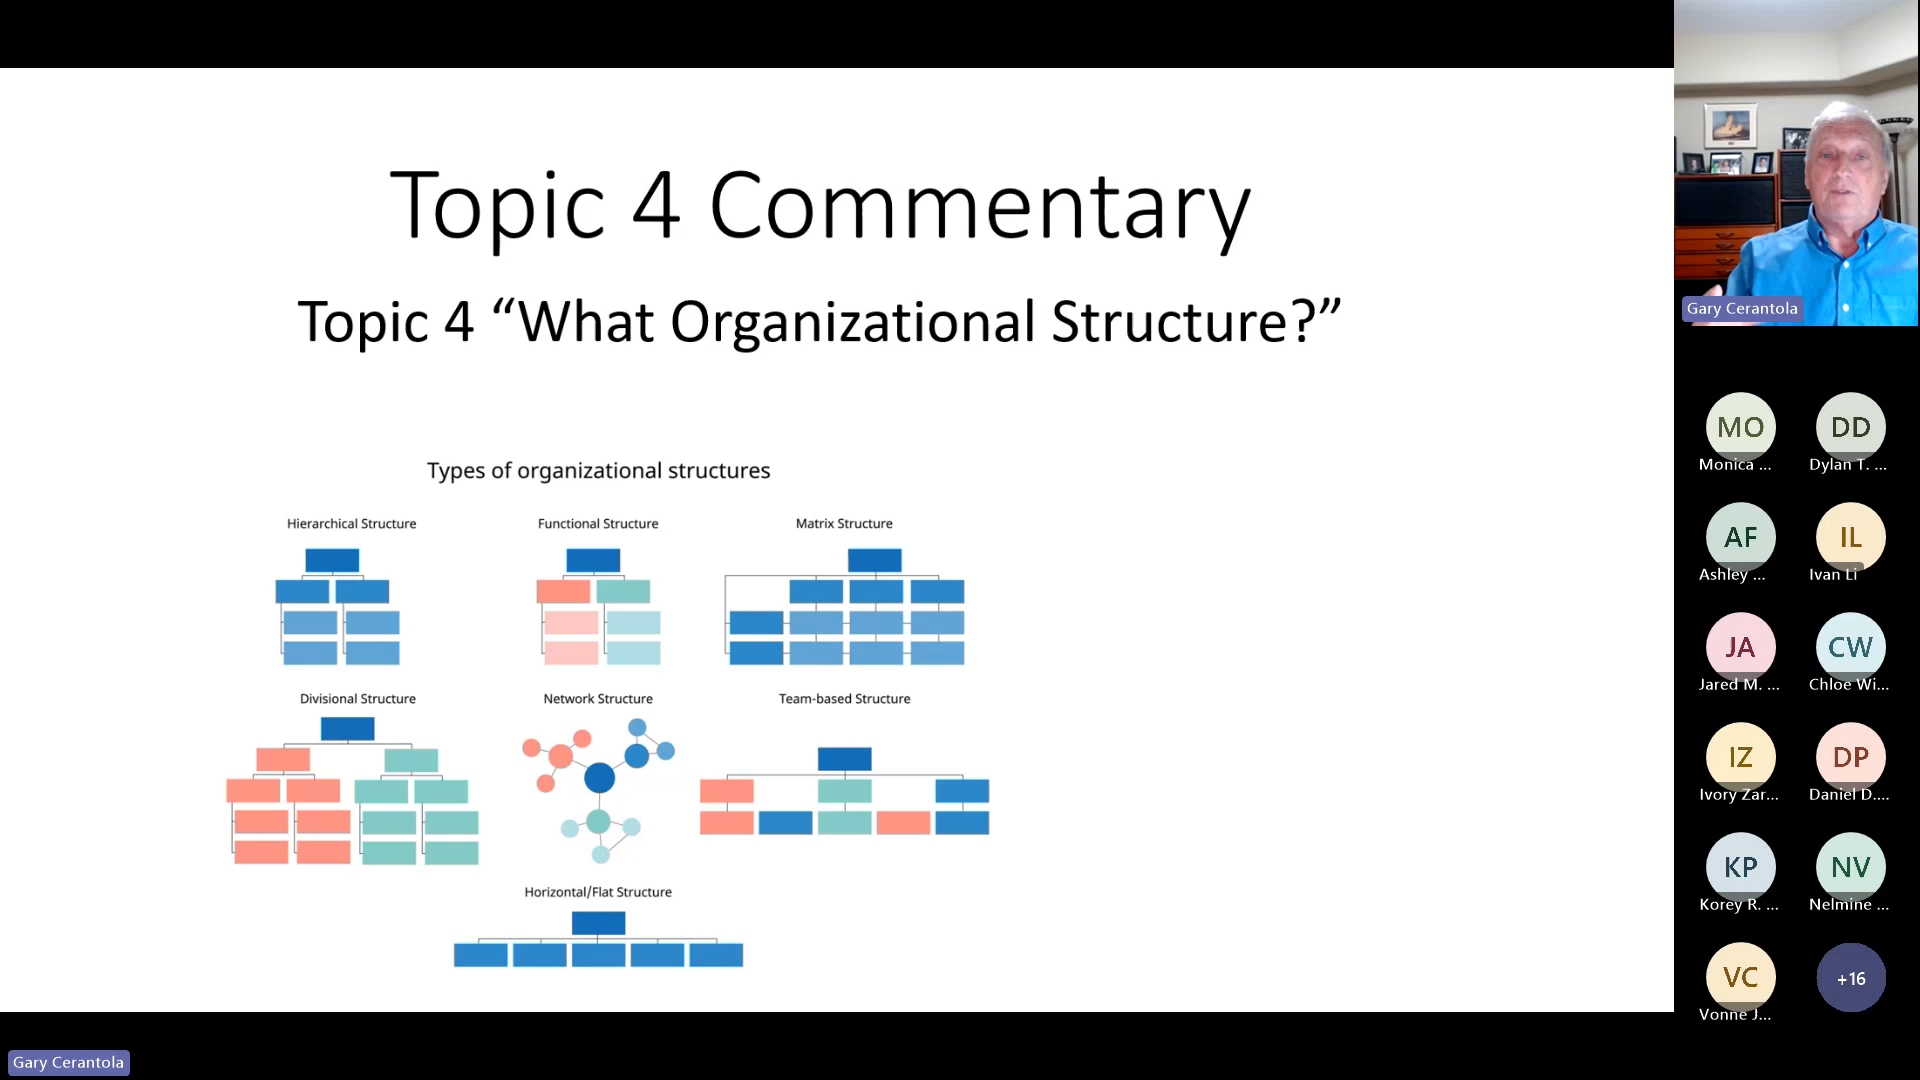 Topic 4 Commentary
Topic 4 “What Organizational Structure?”
Types of organizational structures
Hierarchical Structure
Functional Structure
Matrix Structure
Divisional Structure
Network Structure
Team-based Structure
Horizontal/Flat Structure
Gary Cerantola
Gary Cerantola
MO
DD
Monica ...
Dylan T. ...
AF
IL
Ashley ...
Ivan Li
JA
CW
Jared M. ...
Chloe Wi...
IZ
DP
Ivory Zar...
Daniel D....
KP
NV
Korey R. ...
Nelmine ...
VC
+16
Vonne J...